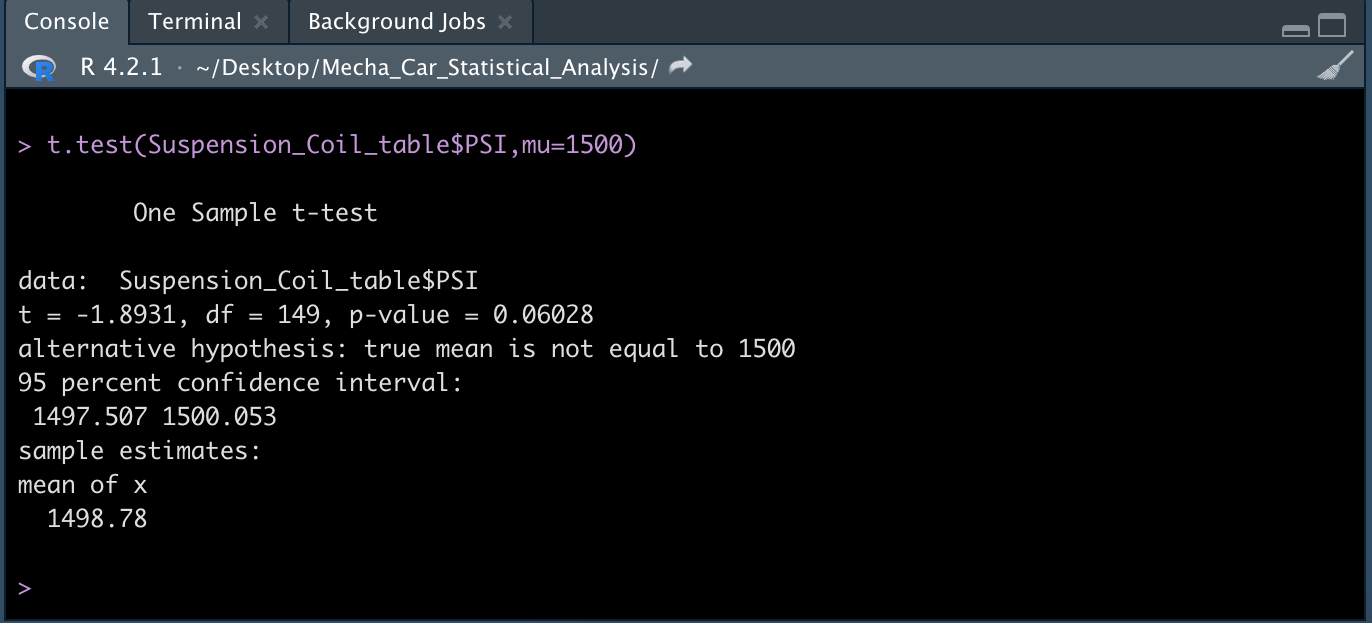 Console Terminal × Background Jobs ×
R R 4.2.1 · ~/Desktop/Mecha_Car_Statistical_Analysis/
> t.test(Suspension_Coil_table$PSI,mu=1500)
One Sample t-test
data:  Suspension_Coil_table$PSI
t = -1.8931, df = 149, p-value = 0.06028
alternative hypothesis: true mean is not equal to 1500
95 percent confidence interval:
 1497.507 1500.053
sample estimates:
mean of x
  1498.78
>